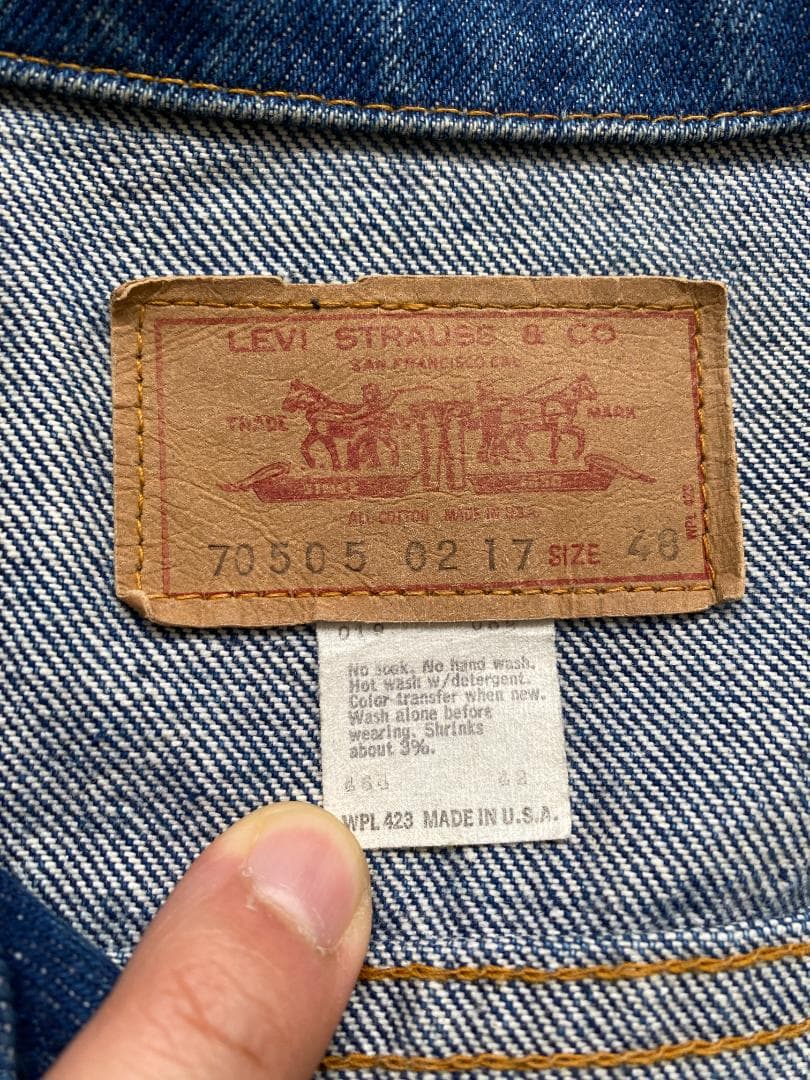 LEVI STRAUSS & CO
SAN FRANCISCO CAL
TRADE MARK
SINCE
ALL COTTON MADE IN U.S.A.
WPL 423
70505 0217 SIZE 48
No soak. No hand wash.
Hot wash w/detergent.
Color transfer when new.
Wash alone before
wearing. Shrinks
about 3%.
WPL 423 MADE IN U.S.A.